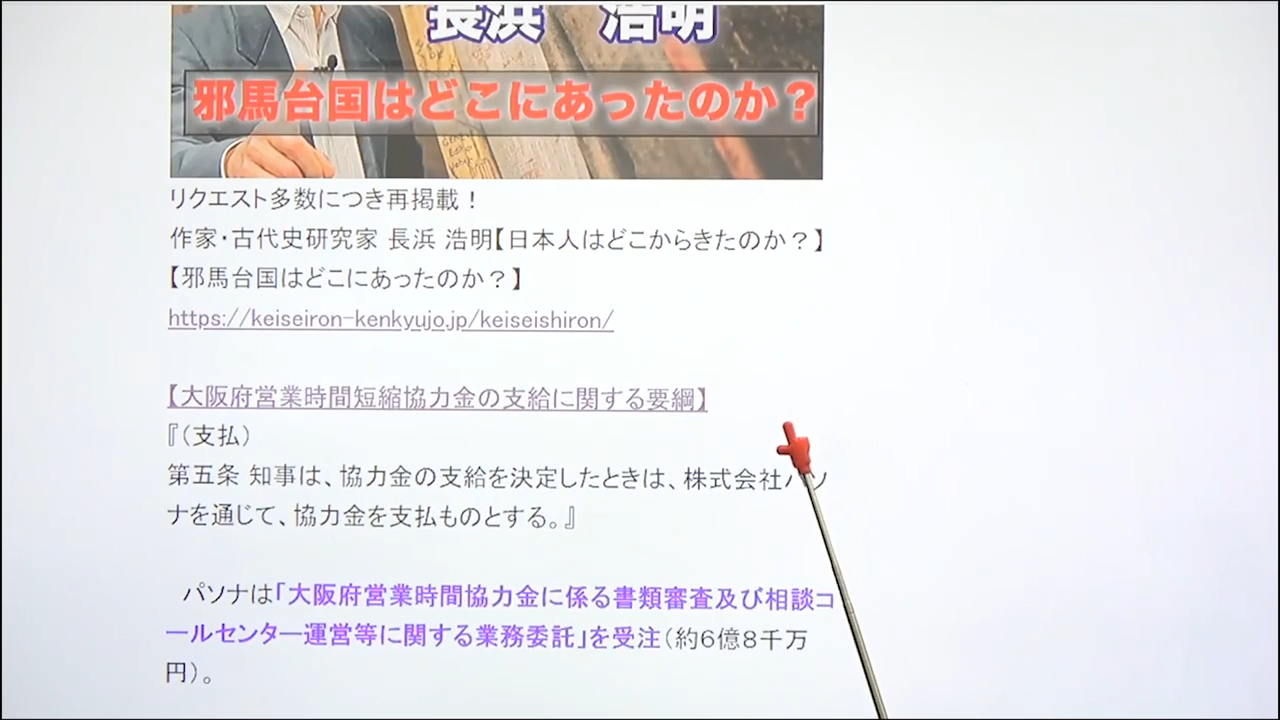 長浜 浩明
邪馬台国はどこにあったのか？
リクエスト多数につき再掲載！
作家・古代史研究家 長浜 浩明【日本人はどこからきたのか？】
【邪馬台国はどこにあったのか？】
https://keiseiron-kenkyujo.jp/keiseishiron/
【大阪府営業時間短縮協力金の支給に関する要綱】
『（支払）
第五条 知事は、協力金の支給を決定したときは、株式会社パソ
ナを通じて、協力金を支払ものとする。』
パソナは「大阪府営業時間協力金に係る書類審査及び相談コ
ールセンター運営等に関する業務委託」を受注（約6億8千万
円）。